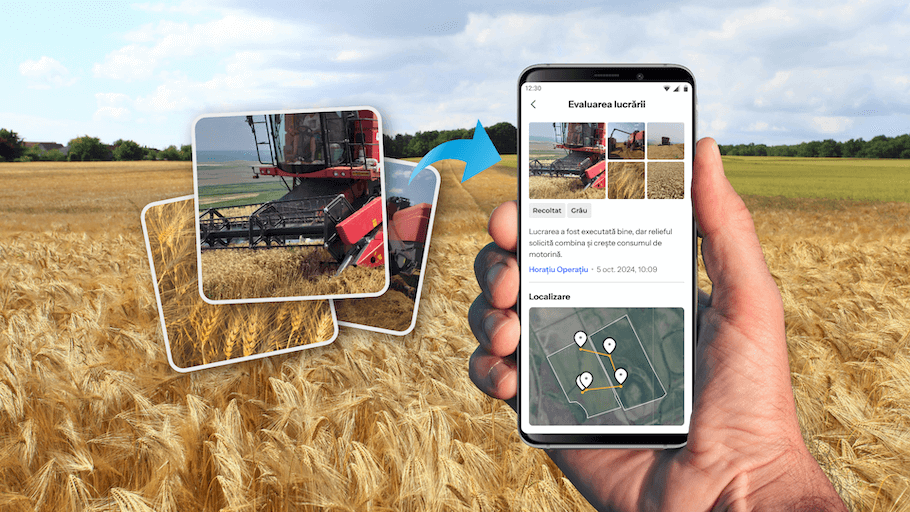 12:30
Evaluarea lucrării
Recoltat Grâu
Lucrarea a fost executată bine, dar relieful
solicită combina și crește consumul de
motorină.
Horațiu Operațiu • 5 oct. 2024, 10:09
Localizare